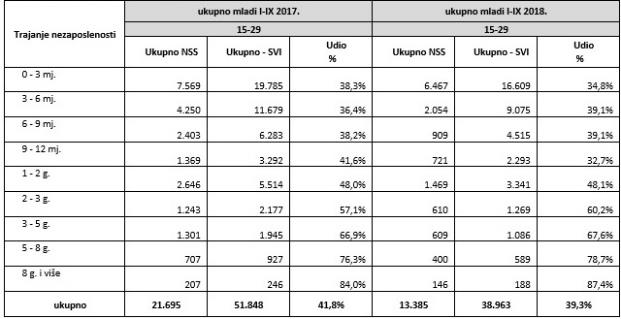 Trajanje nezaposlenosti ukupno mladi I-IX 2017. ukupno mladi I-IX 2018.
15-29 15-29
Ukupno NSS Ukupno - SVI Udio % Ukupno NSS Ukupno - SVI Udio %
0 - 3 mj. 7.569 19.785 38,3% 6.467 16.609 34,8%
3 - 6 mj. 4.250 11.679 36,4% 2.054 9.075 39,1%
6 - 9 mj. 2.403 6.283 38,2% 909 4.515 39,1%
9 - 12 mj. 1.369 3.292 41,6% 721 2.293 32,7%
1 - 2 g. 2.646 5.514 48,0% 1.469 3.341 48,1%
2 - 3 g. 1.243 2.177 57,1% 610 1.269 60,2%
3 - 5 g. 1.301 1.945 66,9% 609 1.086 67,6%
5 - 8 g. 707 927 76,3% 400 589 78,7%
8 g. i više 207 246 84,0% 146 188 87,4%
ukupno 21.695 51.848 41,8% 13.385 38.963 39,3%